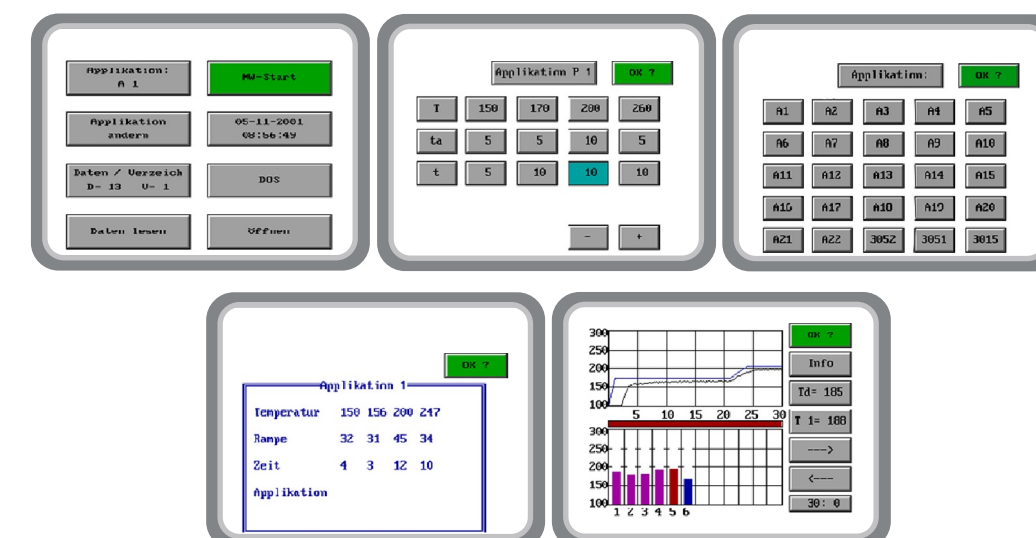 Applikation:
A 1
MW-Start
Applikation
andern
05-11-2001
08:56:49
Daten / Verzeich
D- 13 V- 1
DOS
Daten lesen
Öffnen
Applikation P 1
OK ?
T 150 170 200 260
ta 5 5 10 5
t 5 10 10 10
- +
Applikation:
OK ?
A1 A2 A3 A4 A5
A6 A7 A8 A9 A10
A11 A12 A13 A14 A15
A16 A17 A18 A19 A20
A21 A22 3052 3051 3015
OK ?
Applikation 1
Temperatur 150 156 200 247
Rampe 32 31 45 34
Zeit 4 3 12 10
Applikation
300
250
200
150
100
5 10 15 20 25 30
300
250
200
150
100
1 2 3 4 5 6
OK ?
Info
Td= 185
T 1= 188
--->
<---
30: 0